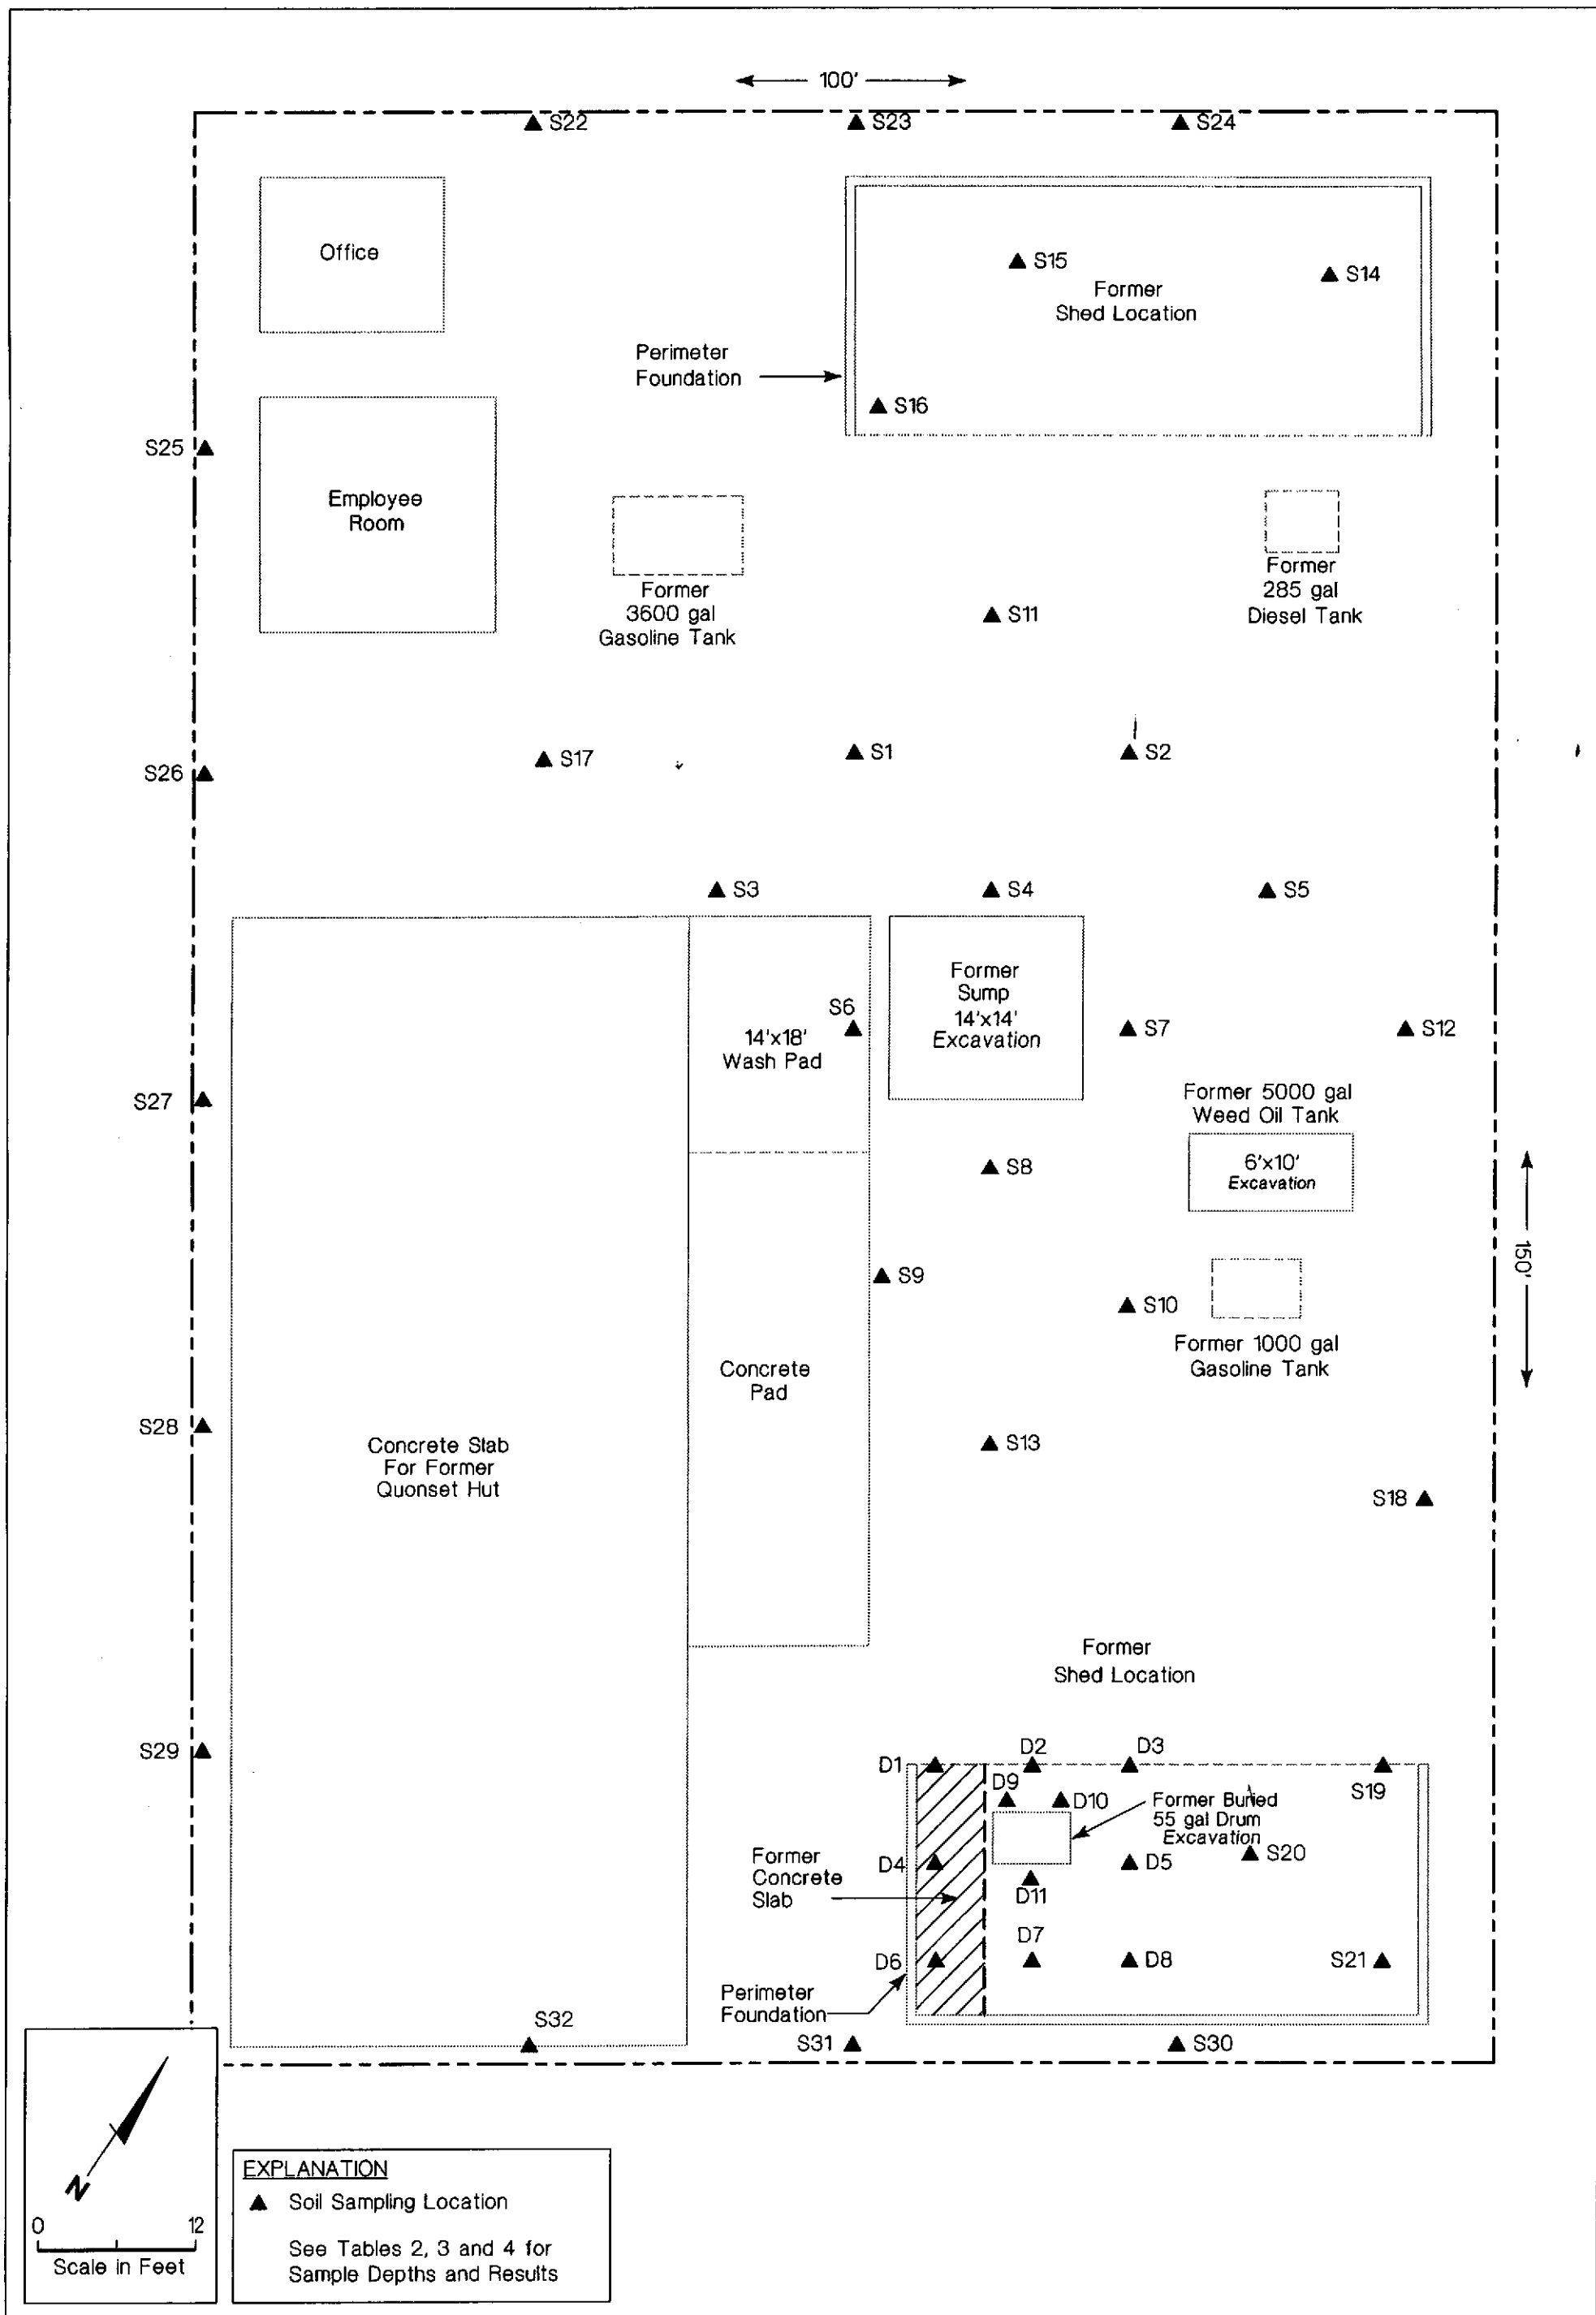 100'
S22
S23
S24
Office
S15
S14
Former
Shed Location
Perimeter
Foundation
S16
S25
Employee
Room
Former
3600 gal
Gasoline Tank
Former
285 gal
Diesel Tank
S11
S26
S17
S1
S2
S3
S4
S5
S6
14'x18'
Wash Pad
Former
Sump
14'x14'
Excavation
S7
S12
S27
Former 5000 gal
Weed Oil Tank
6'x10'
Excavation
S8
150'
S9
S10
Former 1000 gal
Gasoline Tank
Concrete
Pad
S28
Concrete Slab
For Former
Quonset Hut
S13
S18
Former
Shed Location
S29
D1
D2
D3
S19
D9
D10
Former Buried
55 gal Drum
Excavation
D4
D5
S20
Former
Concrete
Slab
D11
D7
D6
D8
S21
Perimeter
Foundation
S32
S31
S30
N
0 12
Scale in Feet
EXPLANATION
Soil Sampling Location
See Tables 2, 3 and 4 for
Sample Depths and Results